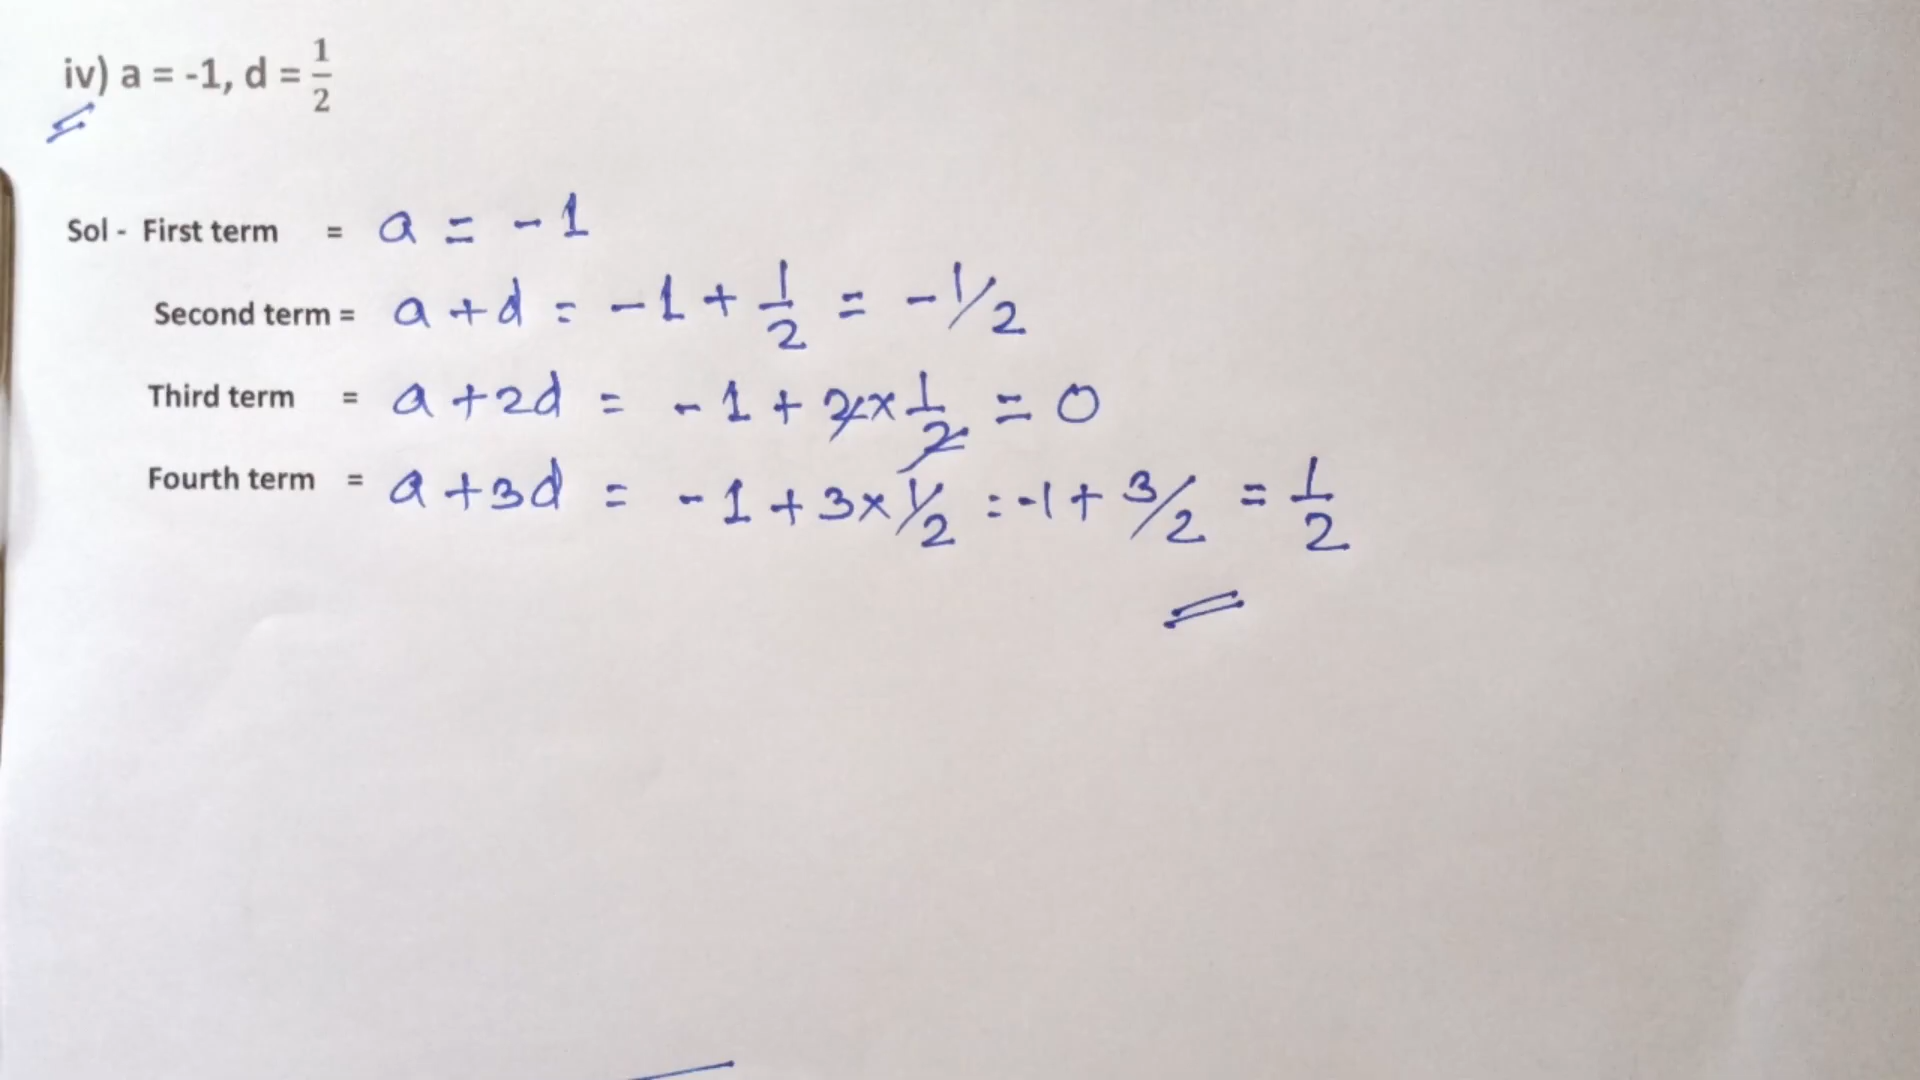 iv) a = -1, d = 1/2
Sol - First term = a = -1
Second term = a + d = -1 + 1/2 = -1/2
Third term = a + 2d = -1 + 2 × 1/2 = 0
Fourth term = a + 3d = -1 + 3 × 1/2 = -1 + 3/2 = 1/2